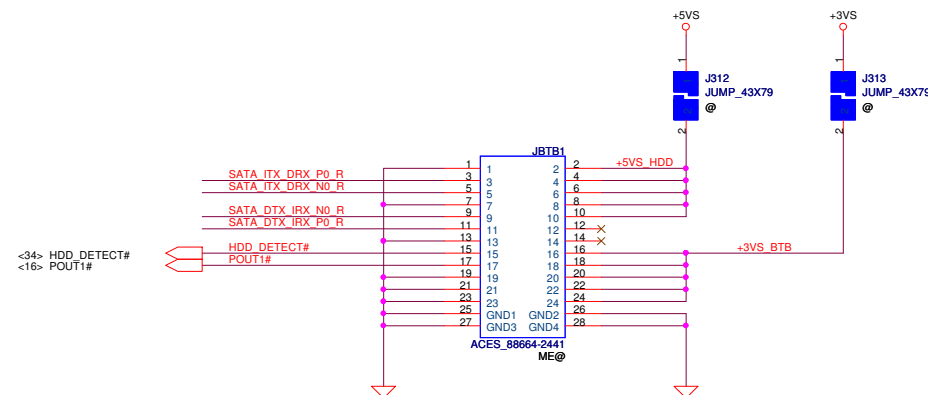 +5VS +3VS
1 1
J312 J313
JUMP_43X79 JUMP_43X79
@ @
2 2
JBTB1
1 1 2 2 +5VS_HDD
SATA_ITX_DRX_P0_R 3 3 4 4
SATA_ITX_DRX_N0_R 5 5 6 6
7 7 8 8
SATA_DTX_IRX_N0_R 9 9 10 10
SATA_DTX_IRX_P0_R 11 11 12 12
13 13 14 14
<34> HDD_DETECT# HDD_DETECT# 15 15 16 16 +3VS_BTB
<16> POUT1# POUT1# 17 17 18 18
19 19 20 20
21 21 22 22
23 23 24 24
25 GND1 GND2 26
27 GND3 GND4 28
ACES_88664-2441
ME@